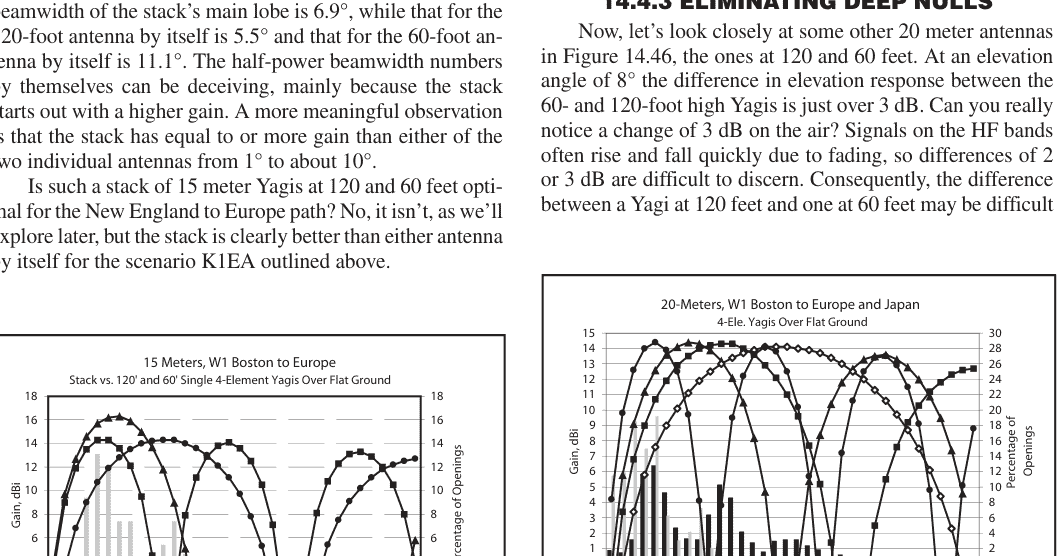 beamwidth of the stack's main lobe is 6.9°, while that for the
20-foot antenna by itself is 5.5° and that for the 60-foot an-
enna by itself is 11.1°. The half-power beamwidth numbers
y themselves can be deceiving, mainly because the stack
tarts out with a higher gain. A more meaningful observation
s that the stack has equal to or more gain than either of the
wo individual antennas from 1° to about 10°.
Is such a stack of 15 meter Yagis at 120 and 60 feet opti-
mal for the New England to Europe path? No, it isn't, as we'll
explore later, but the stack is clearly better than either antenna
y itself for the scenario K1EA outlined above.
15 Meters, W1 Boston to Europe
Stack vs. 120' and 60' Single 4-Element Yagis Over Flat Ground
18
16
14
12
10
8
6
Gain, dBi
18
16
14
12
10
8
6
ercentage of Openings
14.4.3 ELIMINATING DEEP NULLS
Now, let's look closely at some other 20 meter antennas
in Figure 14.46, the ones at 120 and 60 feet. At an elevation
angle of 8° the difference in elevation response between the
60- and 120-foot high Yagis is just over 3 dB. Can you really
notice a change of 3 dB on the air? Signals on the HF bands
often rise and fall quickly due to fading, so differences of 2
or 3 dB are difficult to discern. Consequently, the difference
between a Yagi at 120 feet and one at 60 feet may be difficult
20-Meters, W1 Boston to Europe and Japan
4-Ele. Yagis Over Flat Ground
15
14
13
12
11
10
9
8
7
6
5
4
3
2
1
Gain, dBi
30
28
26
24
22
20
18
16
14
12
10
8
6
4
2
Percentage of
Openings